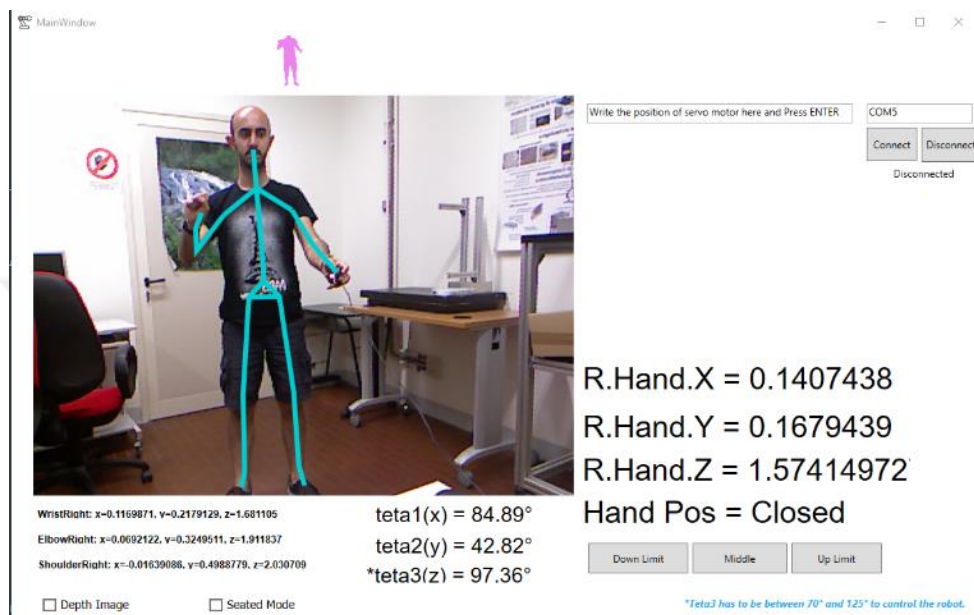 MainWindow
Write the position of servo motor here and Press ENTER
COM5
Connect
Disconnect
Disconnected
R.Hand.X = 0.1407438
R.Hand.Y = 0.1679439
R.Hand.Z = 1.57414972
Hand Pos = Closed
WristRight: x=0.1169871, y=0.2179129, z=1.681105
ElbowRight: x=0.0692122, y=0.3249511, z=1.911837
ShoulderRight: x=-0.01639086, y=0.4988779, z=2.030709
teta1(x) = 84.89°
teta2(y) = 42.82°
*teta3(z) = 97.36°
Down Limit
Middle
Up Limit
Depth Image
Seated Mode
*Teta3 has to be between 70° and 125° to control the robot.